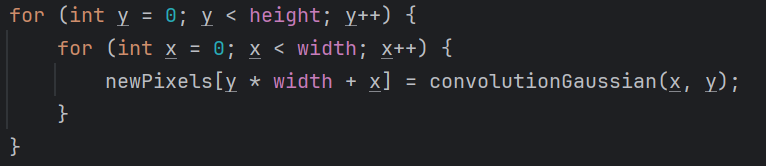 for (int y = 0; y < height; y++) {
    for (int x = 0; x < width; x++) {
        newPixels[y * width + x] = convolutionGaussian(x, y);
    }
}